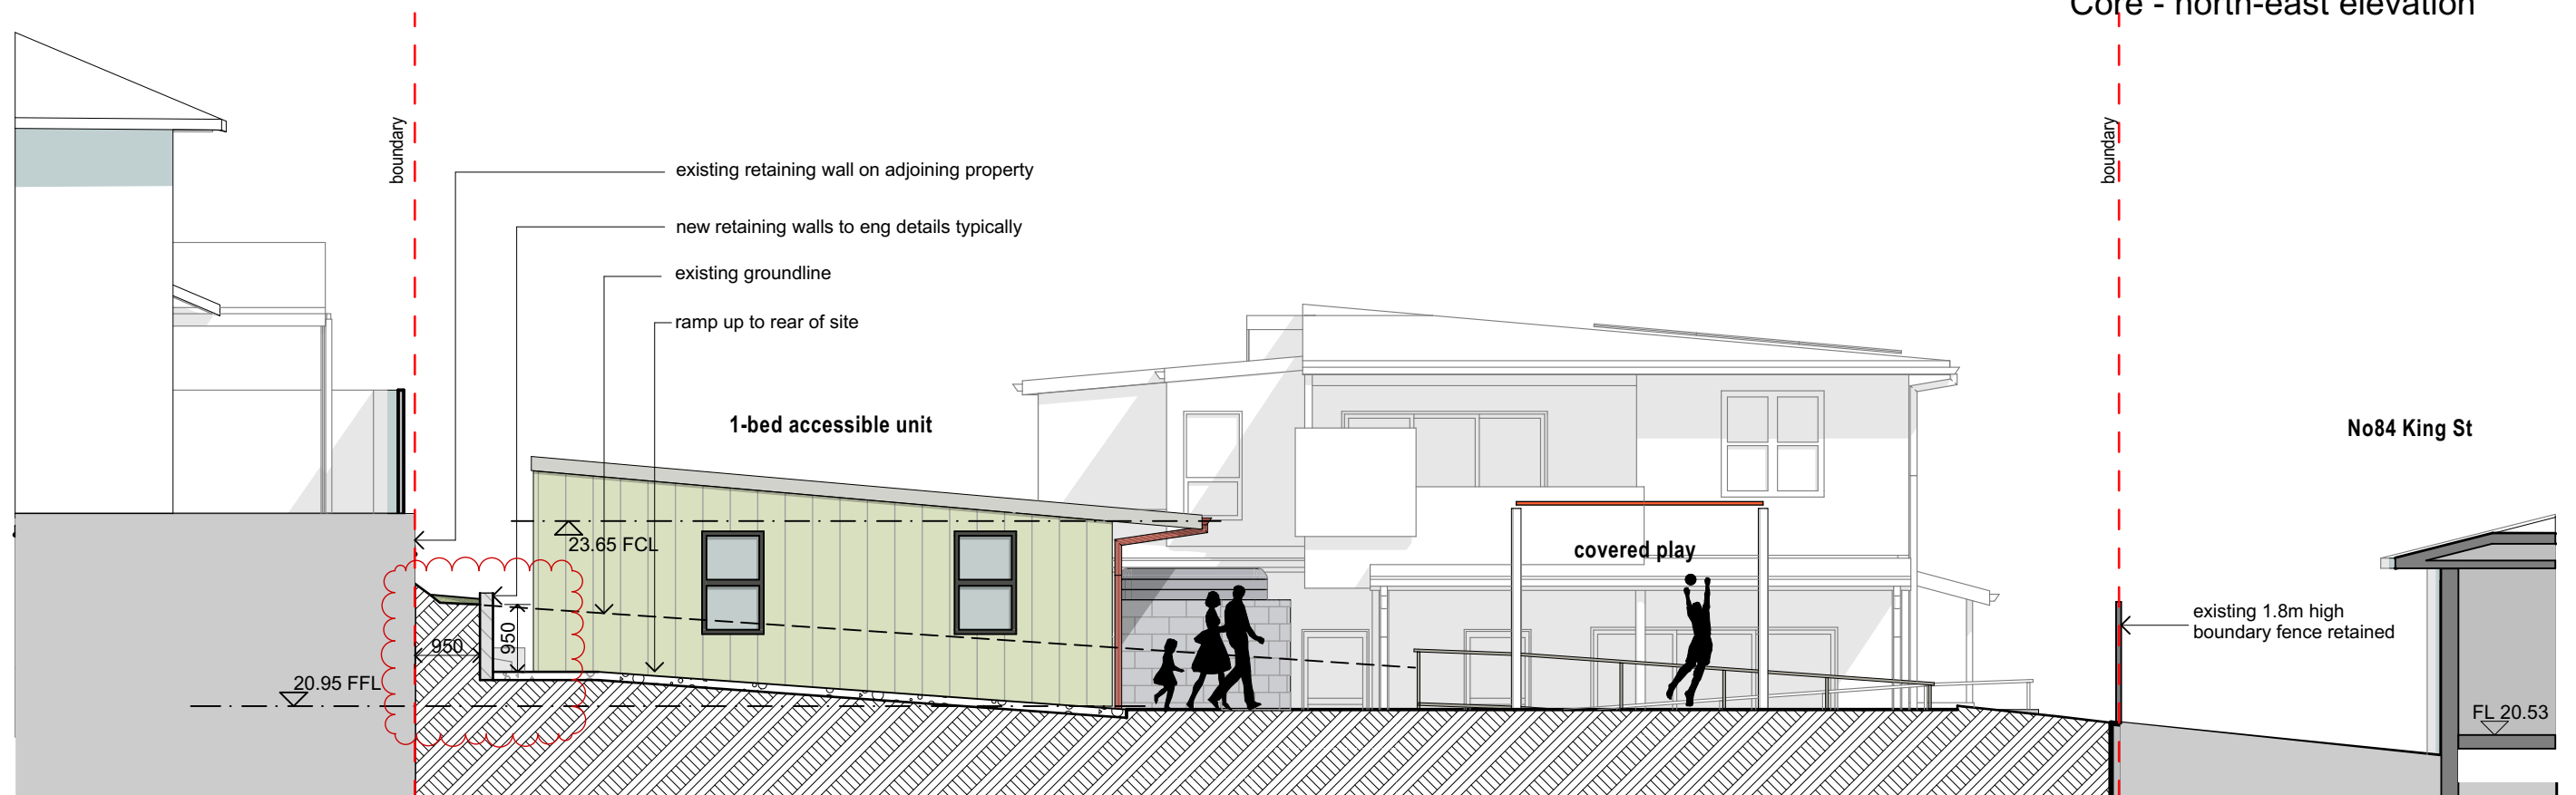 Core - north-east elevation
boundary
boundary
existing retaining wall on adjoining property
new retaining walls to eng details typically
existing groundline
ramp up to rear of site
1-bed accessible unit
No84 King St
23.65 FCL
covered play
950
950
existing 1.8m high
boundary fence retained
20.95 FFL
FL 20.53